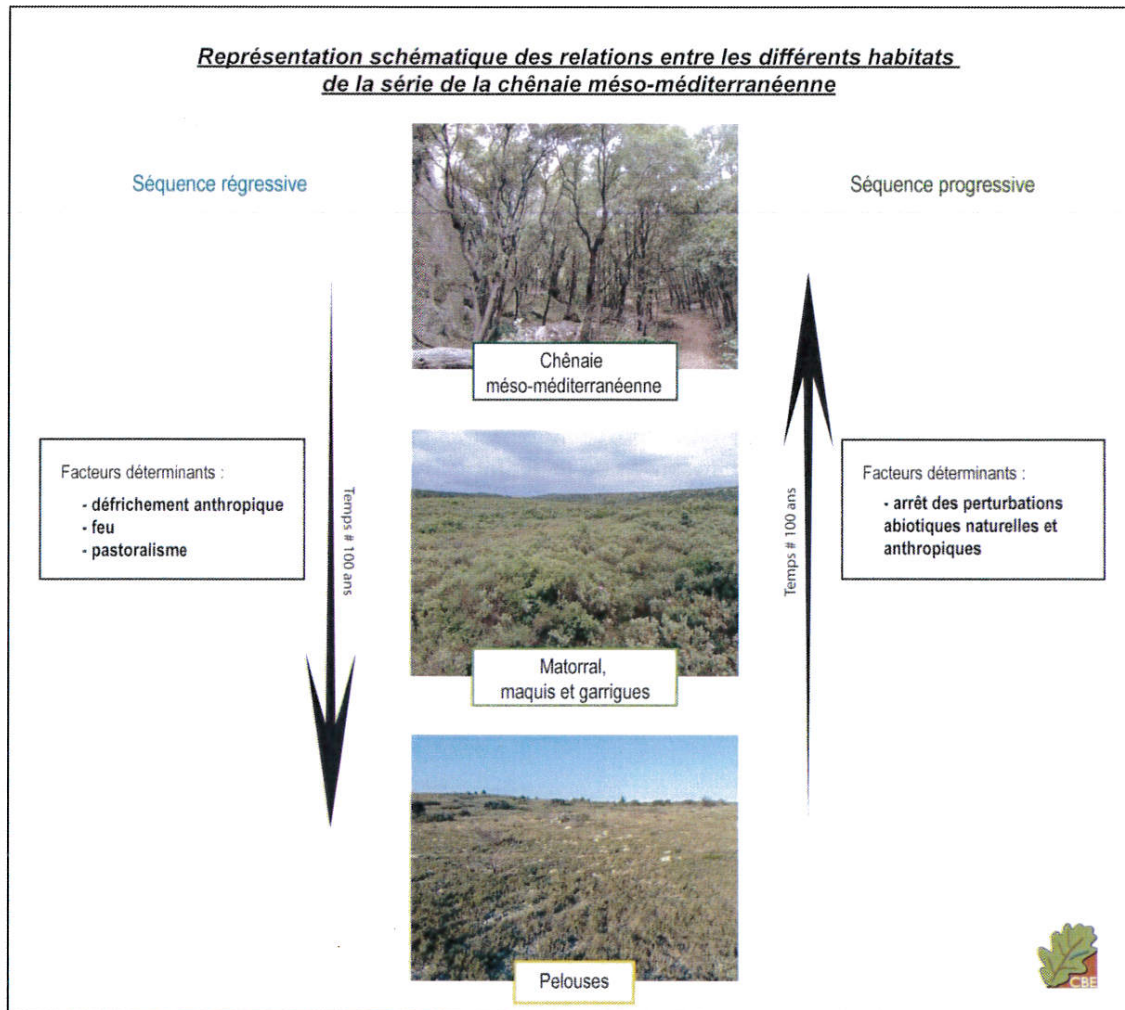 Représentation schématique des relations entre les différents habitats
de la série de la chênaie méso-méditerranéenne
Séquence régressive
Séquence progressive
Chênaie
méso-méditerranéenne
Facteurs déterminants :
- défrichement anthropique
- feu
- pastoralisme
Temps # 100 ans
Temps # 100 ans
Facteurs déterminants :
- arrêt des perturbations
abiotiques naturelles et
anthropiques
Matorral,
maquis et garrigues
Pelouses
CBE